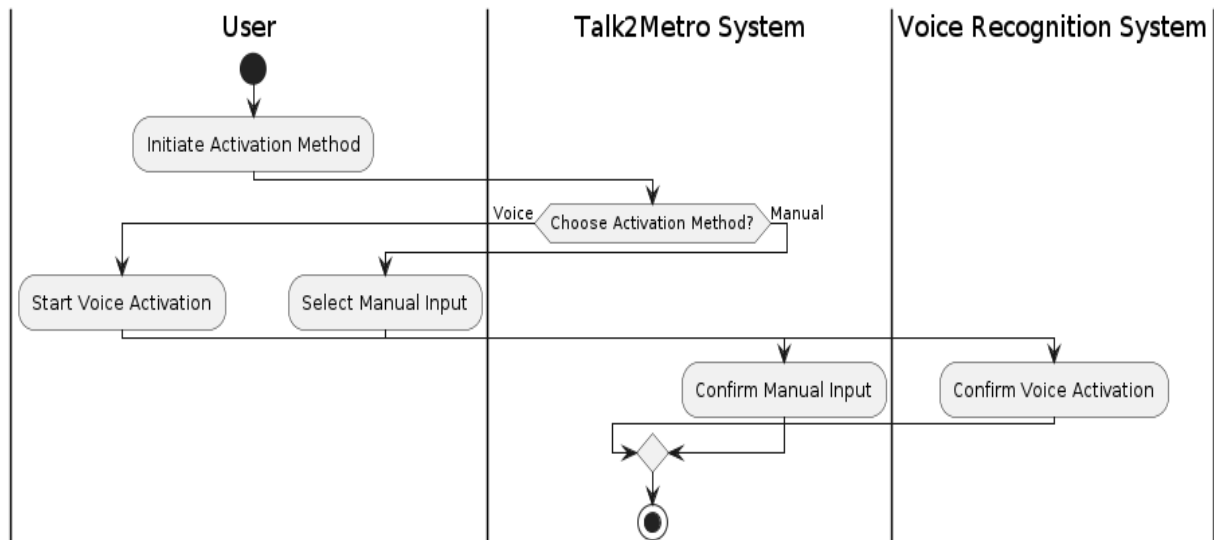 User
Talk2Metro System
Voice Recognition System
Initiate Activation Method
Voice
Choose Activation Method?
Manual
Start Voice Activation
Select Manual Input
Confirm Manual Input
Confirm Voice Activation